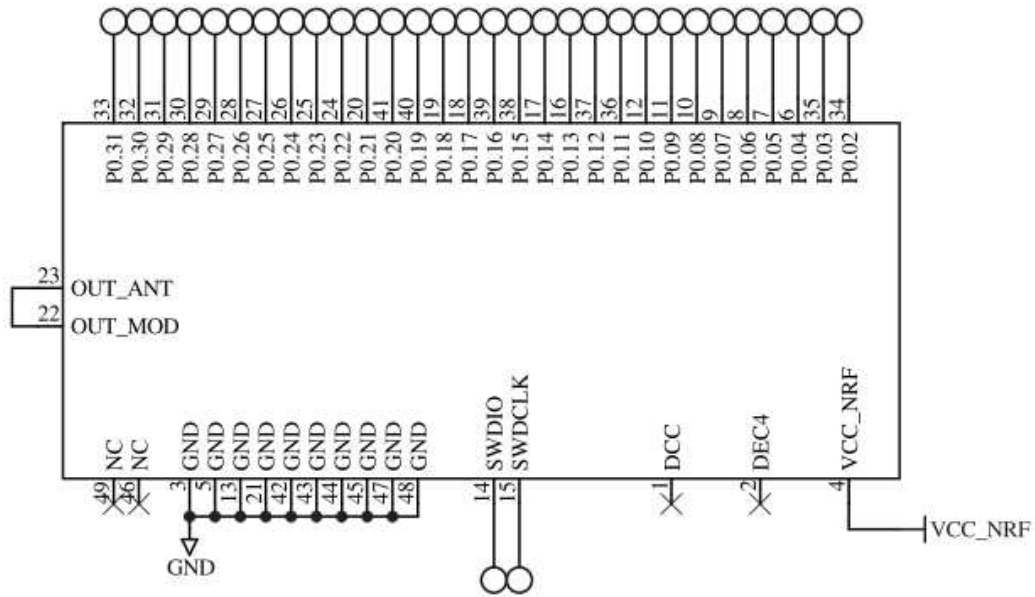 33 32 31 30 29 28 27 26 25 24 20 41 40 19 18 39 38 17 16 37 36 12 11 10 9 8 7 6 35 34
P0.31 P0.30 P0.29 P0.28 P0.27 P0.26 P0.25 P0.24 P0.23 P0.22 P0.21 P0.20 P0.19 P0.18 P0.17 P0.16 P0.15 P0.14 P0.13 P0.12 P0.11 P0.10 P0.09 P0.08 P0.07 P0.06 P0.05 P0.04 P0.03 P0.02
23
OUT_ANT
22
OUT_MOD
NC NC GND GND GND GND GND GND GND GND GND GND SWDIO SWDCLK DCC DEC4 VCC_NRF
49 46 3 5 13 21 42 43 44 45 47 48 14 15 1 2 4
VCC_NRF
GND